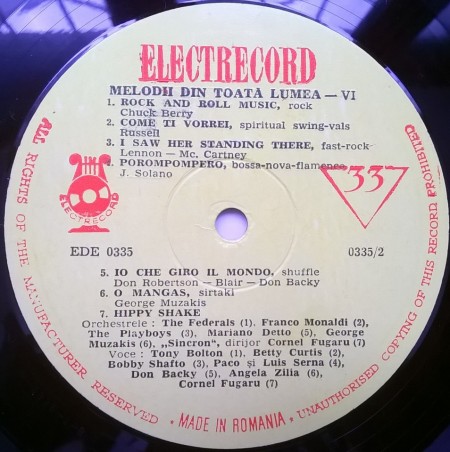 ELECTRECORD
MELODII DIN TOATĂ LUMEA — VI
1. ROCK AND ROLL MUSIC, rock
Chuck Berry
2. COME TI VORREI, spiritual swing-vals
Russell
3. I SAW HER STANDING THERE, fast-rock
Lennon — Mc. Cartney
4. POROMPOMPERO, bossa-nova-flamenco
J. Solano
ELECTRECORD
33
EDE 0335
0335/2
5. IO CHE GIRO IL MONDO, shuffle
Don Robertson — Blair — Don Backy
6. O MANGAS, sirtaki
George Muzakis
7. HIPPY SHAKE
Orchestrele : The Federals (1), Franco Monaldi (2),
The Playboys (3), Mariano Detto (5), George
Muzakis (6), „Sincron", dirijor Cornel Fugaru (7)
Voce : Tony Bolton (1), Betty Curtis (2),
Bobby Shafto (3), Paco și Luis Serna (4),
Don Backy (5), Angela Zilia (6),
Cornel Fugaru (7)
ALL RIGHTS OF THE MANUFACTURER RESERVED • MADE IN ROMANIA • UNAUTHORISED COPYING OF THIS RECORD PROHIBITED